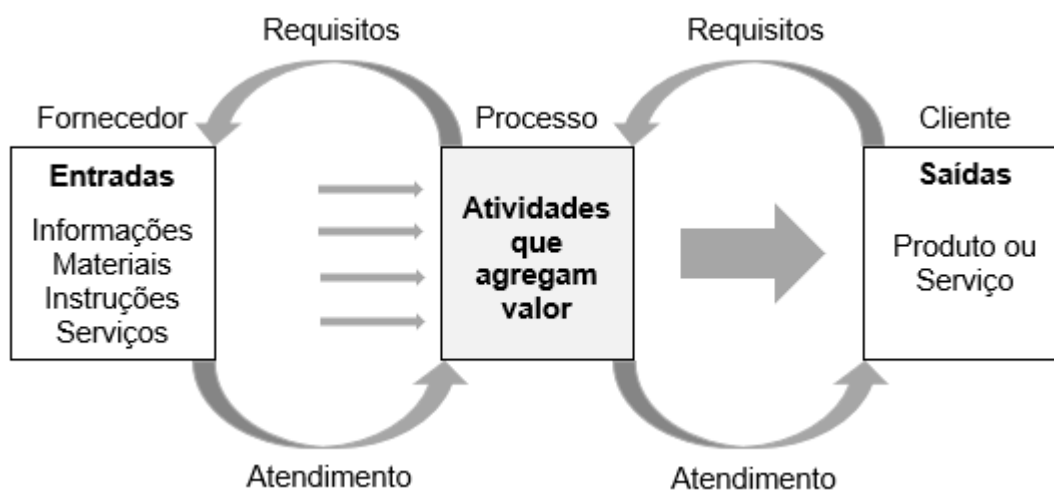 Requisitos
Requisitos
Fornecedor
Processo
Cliente
Entradas
Informações
Materiais
Instruções
Serviços
Atividades
que
agregam
valor
Saídas
Produto ou
Serviço
Atendimento
Atendimento